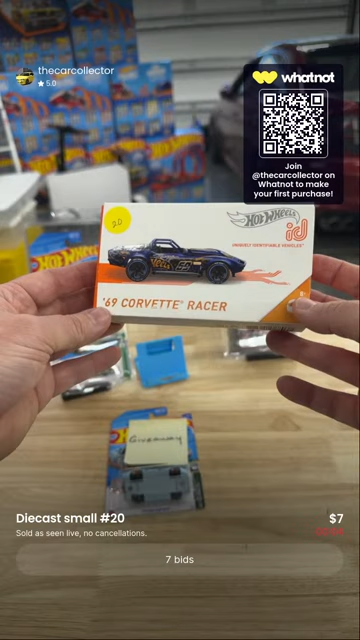 thecarcollector
★ 5.0
whatnot
Join
@thecarcollector on
Whatnot to make
your first purchase!
20
Hot Wheels
id
UNIQUELY IDENTIFIABLE VEHICLES
'69 CORVETTE RACER
8+
Giveaway
Diecast small #20
$7
Sold as seen live, no cancellations.
7 bids